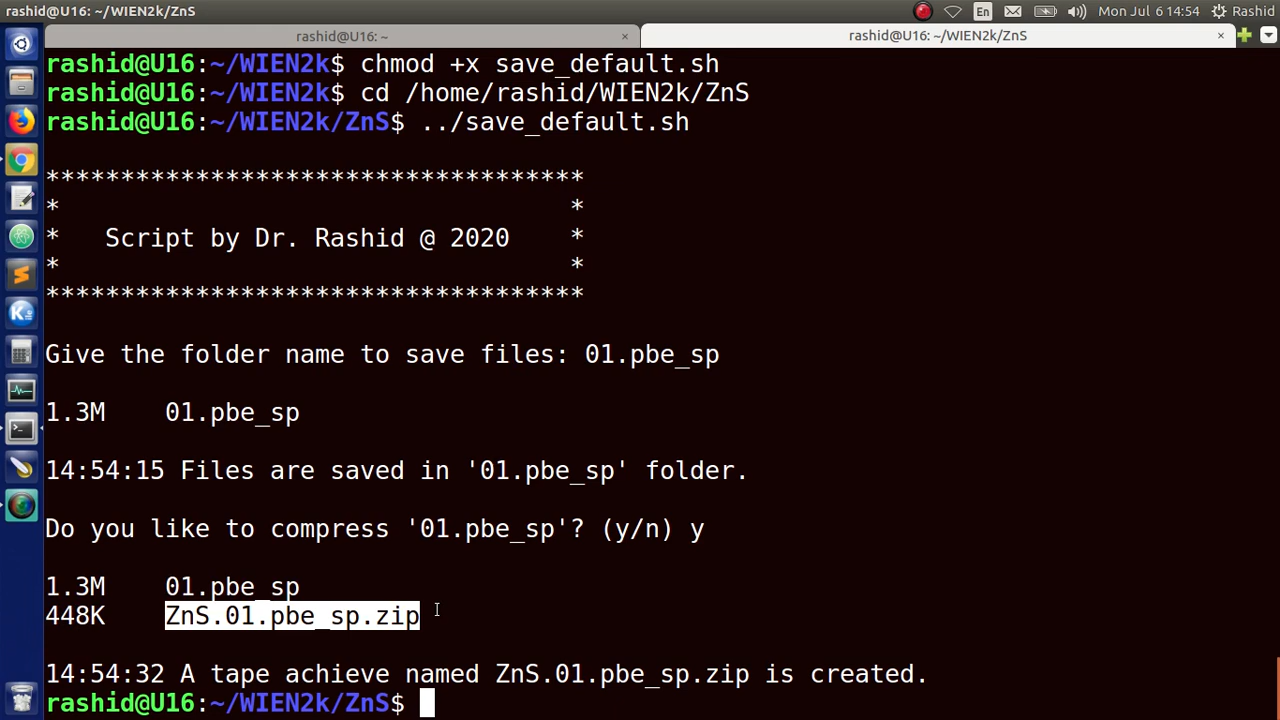 rashid@U16: ~/WIEN2k/ZnS
En
Mon Jul 6 14:54
Rashid
rashid@U16: ~
×
rashid@U16: ~/WIEN2k/ZnS
×
rashid@U16:~/WIEN2k$ chmod +x save_default.sh
rashid@U16:~/WIEN2k$ cd /home/rashid/WIEN2k/ZnS
rashid@U16:~/WIEN2k/ZnS$ ../save_default.sh
************************************
*                                  *
*   Script by Dr. Rashid @ 2020    *
*                                  *
************************************
Give the folder name to save files: 01.pbe_sp
1.3M    01.pbe_sp
14:54:15 Files are saved in '01.pbe_sp' folder.
Do you like to compress '01.pbe_sp'? (y/n) y
1.3M    01.pbe_sp
448K    ZnS.01.pbe_sp.zip
14:54:32 A tape achieve named ZnS.01.pbe_sp.zip is created.
rashid@U16:~/WIEN2k/ZnS$